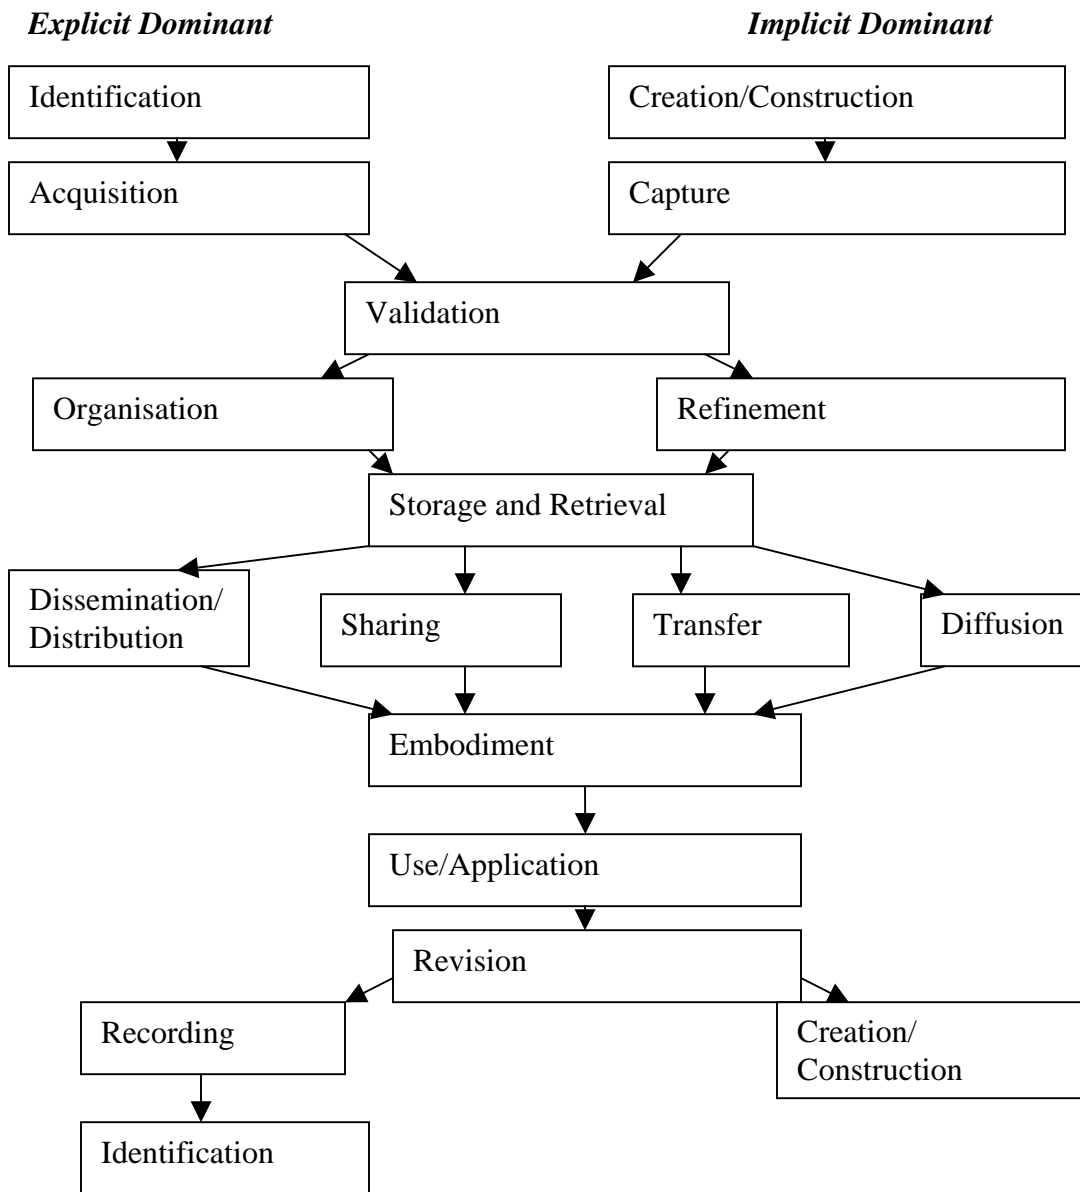 Explicit Dominant
Implicit Dominant
Identification
Creation/Construction
Acquisition
Capture
Validation
Organisation
Refinement
Storage and Retrieval
Dissemination/
Distribution
Sharing
Transfer
Diffusion
Embodiment
Use/Application
Revision
Recording
Creation/
Construction
Identification